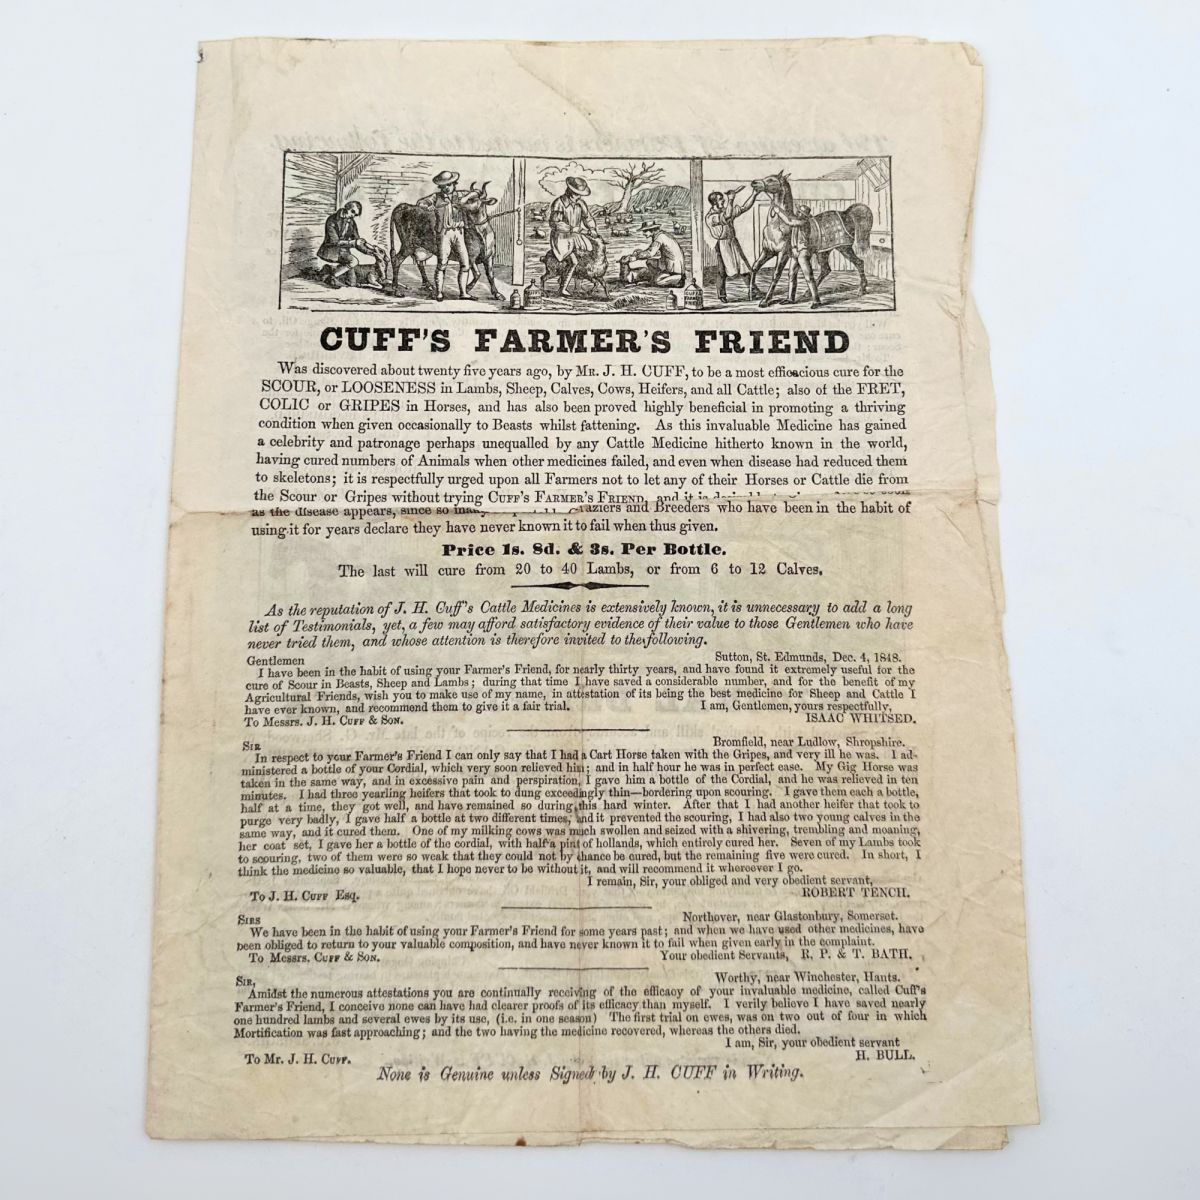 CUFF'S FARMER'S FRIEND
Was discovered about twenty five years ago, by MR. J. H. CUFF, to be a most efficacious cure for the
SCOUR, or LOOSENESS in Lambs, Sheep, Calves, Cows, Heifers, and all Cattle; also of the FRET,
COLIC or GRIPES in Horses, and has also been proved highly beneficial in promoting a thriving
condition when given occasionally to Beasts whilst fattening. As this invaluable Medicine has gained
a celebrity and patronage perhaps unequalled by any Cattle Medicine hitherto known in the world,
having cured numbers of Animals when other medicines failed, and even when disease had reduced them
to skeletons; it is respectfully urged upon all Farmers not to let any of their Horses or Cattle die from
the Scour or Gripes without trying CUFF'S FARMER'S FRIEND, and it is
as the disease appears, since so many Graziers and Breeders who have been in the habit of
using it for years declare they have never known it to fail when thus given.
Price 1s. 8d. & 3s. Per Bottle.
The last will cure from 20 to 40 Lambs, or from 6 to 12 Calves.
As the reputation of J. H. Cuff's Cattle Medicines is extensively known, it is unnecessary to add a long
list of Testimonials, yet, a few may afford satisfactory evidence of their value to those Gentlemen who have
never tried them, and whose attention is therefore invited to the following.
Gentlemen Sutton, St. Edmunds, Dec. 4, 1848.
I have been in the habit of using your Farmer's Friend, for nearly thirty years, and have found it extremely useful for the
cure of Scour in Beasts, Sheep and Lambs; during that time I have saved a considerable number, and for the benefit of my
Agricultural Friends, wish you to make use of my name, in attestation of its being the best medicine for Sheep and Cattle I
have ever known, and recommend them to give it a fair trial. I am, Gentlemen, yours respectfully,
To Messrs. J. H. CUFF & SON. ISAAC WHITSED.
SIR Bromfield, near Ludlow, Shropshire.
In respect to your Farmer's Friend I can only say that I had a Cart Horse taken with the Gripes, and very ill he was. I ad-
ministered a bottle of your Cordial, which very soon relieved him; and in half hour he was in perfect ease. My Gig Horse was
taken in the same way, and in excessive pain and perspiration, I gave him a bottle of the Cordial, and he was relieved in ten
minutes. I had three yearling heifers that took to dung exceedingly thin—bordering upon scouring. I gave them each a bottle,
half at a time, they got well, and have remained so during this hard winter. After that I had another heifer that took to
purge very badly, I gave half a bottle at two different times, and it prevented the scouring, I had also two young calves in the
same way, and it cured them. One of my milking cows was much swollen and seized with a shivering, trembling and moaning,
her coat set, I gave her a bottle of the cordial, with half a pint of hollands, which entirely cured her. Seven of my Lambs took
to scouring, two of them were so weak that they could not by chance be cured, but the remaining five were cured. In short, I
think the medicine so valuable, that I hope never to be without it, and will recommend it wheroever I go.
I remain, Sir, your obliged and very obedient servant,
To J. H. CUFF Esq. ROBERT TENCH.
SIRS Northover, near Glastonbury, Somerset.
We have been in the habit of using your Farmer's Friend for some years past; and when we have used other medicines, have
been obliged to return to your valuable composition, and have never known it to fail when given early in the complaint.
To Messrs. CUFF & SON. Your obedient Servants, R. P. & T. BATH.
SIR, Worthy, near Winchester, Hants.
Amidst the numerous attestations you are continually receiving of the efficacy of your invaluable medicine, called Cuff's
Farmer's Friend, I conceive none can have had clearer proofs of its efficacy than myself. I verily believe I have saved nearly
one hundred lambs and several ewes by its use, (i.e. in one season) The first trial on ewes, was on two out of four in which
Mortification was fast approaching; and the two having the medicine recovered, whereas the others died.
I am, Sir, your obedient servant
To Mr. J. H. CUFF. H. BULL.
None is Genuine unless Signed by J. H. CUFF in Writing.